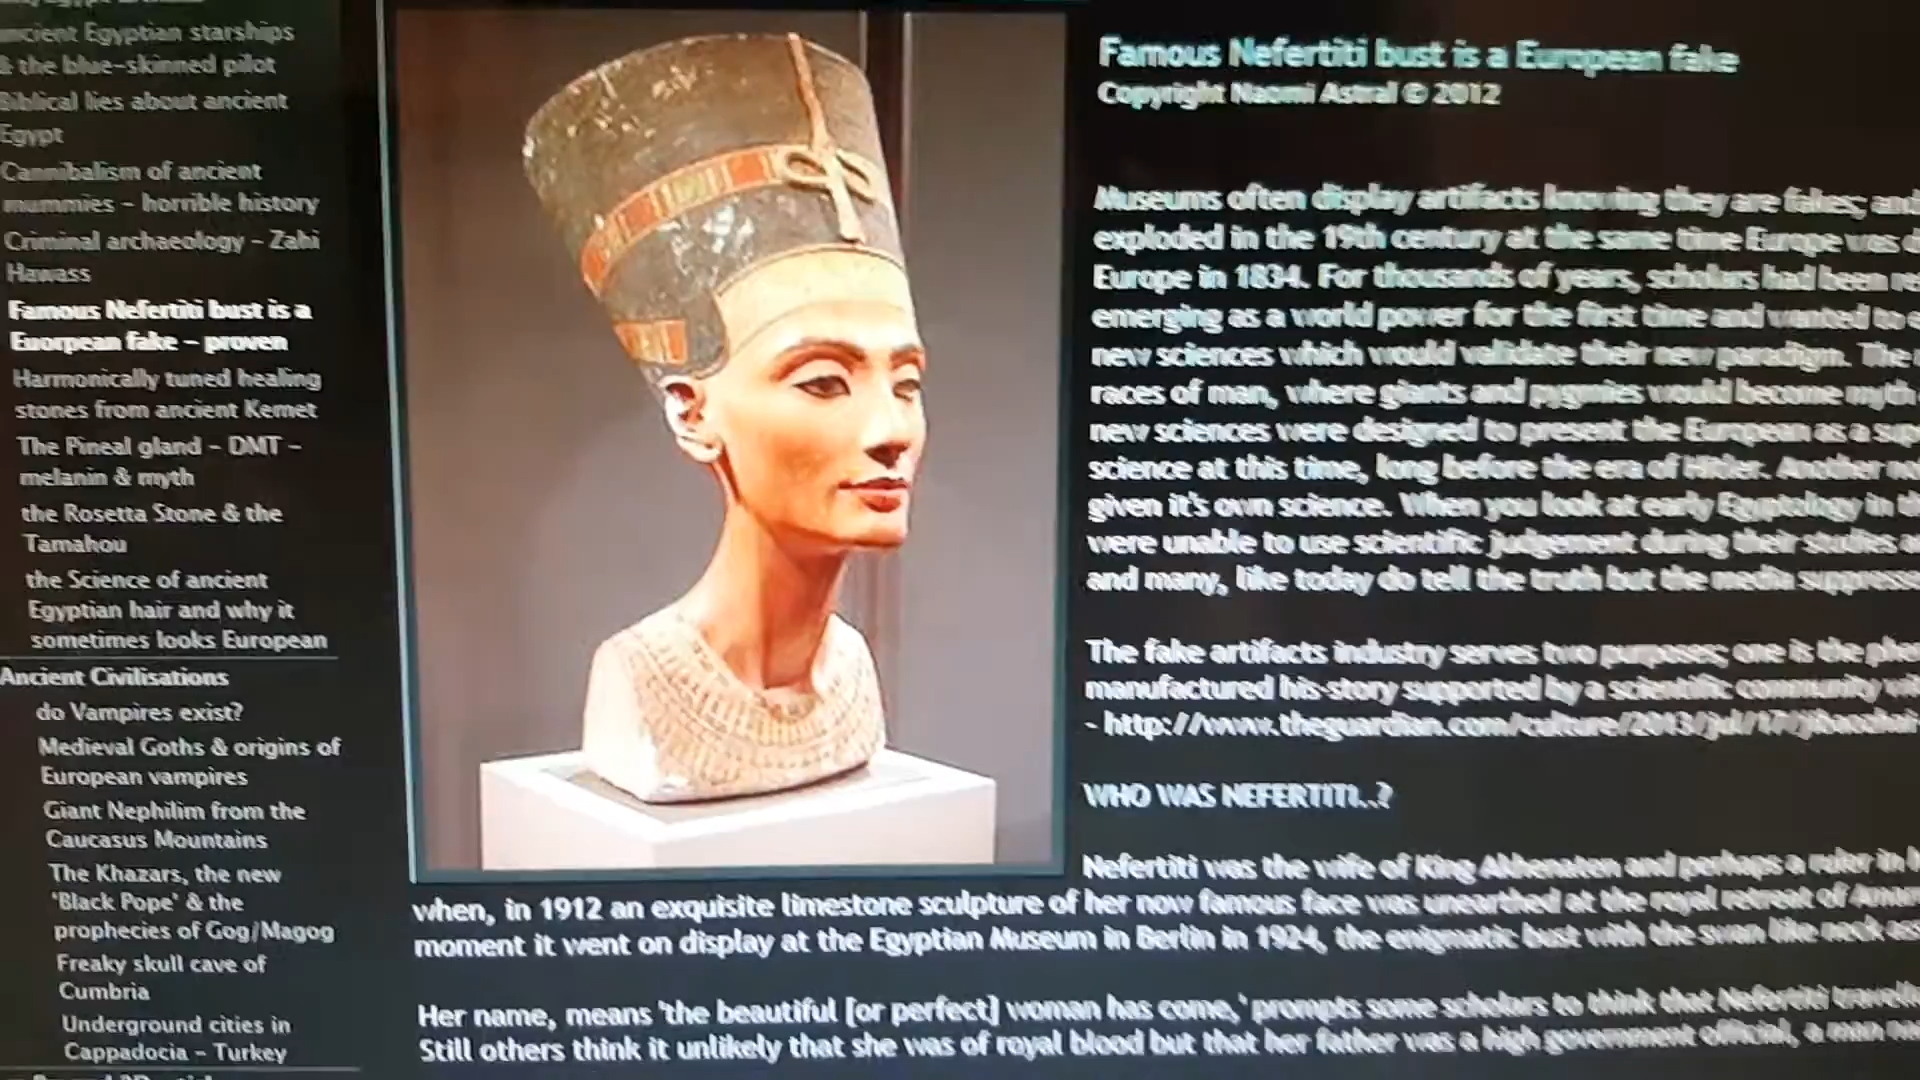 ancient Egyptian starships
& the blue-skinned pilot
Biblical lies about ancient
Egypt
Cannibalism of ancient
mummies - horrible history
Criminal archaeology - Zahi
Hawass
Famous Nefertiti bust is a
Euorpean fake - proven
Harmonically tuned healing
stones from ancient Kemet
The Pineal gland - DMT -
melanin & myth
the Rosetta Stone & the
Tamahou
the Science of ancient
Egyptian hair and why it
sometimes looks European
Ancient Civilisations
do Vampires exist?
Medieval Goths & origins of
European vampires
Giant Nephilim from the
Caucasus Mountains
The Khazars, the new
'Black Pope' & the
prophecies of Gog/Magog
Freaky skull cave of
Cumbria
Underground cities in
Cappadocia - Turkey
Famous Nefertiti bust is a European fake
Copyright Naomi Astral © 2012
Museums often display artifacts knowing they are fakes; and
exploded in the 19th century at the same time Europe was
Europe in 1834. For thousands of years, scholars had been
emerging as a world power for the first time and wanted to
new sciences which would validate their new paradigm. The
races of man, where giants and pygmies would become myth
new sciences were designed to present the European as a
science at this time, long before the era of Hitler. Another
given it's own science. When you look at early Egyptology in
were unable to use scientific judgement during their studies
and many, like today do tell the truth but the media
The fake artifacts industry serves two purposes; one is the
manufactured his-story supported by a scientific community
- http://www.theguardian.com/culture/2013/jul/17/
WHO WAS NEFERTITI..?
Nefertiti was the wife of King Akhenaten and perhaps a ruler in
when, in 1912 an exquisite limestone sculpture of her now famous face was unearthed at the royal retreat of
moment it went on display at the Egyptian Museum in Berlin in 1924, the enigmatic bust with the swan like neck
Her name, means 'the beautiful [or perfect] woman has come,' prompts some scholars to think that Nefertiti
Still others think it unlikely that she was of royal blood but that her father was a high government official, a man